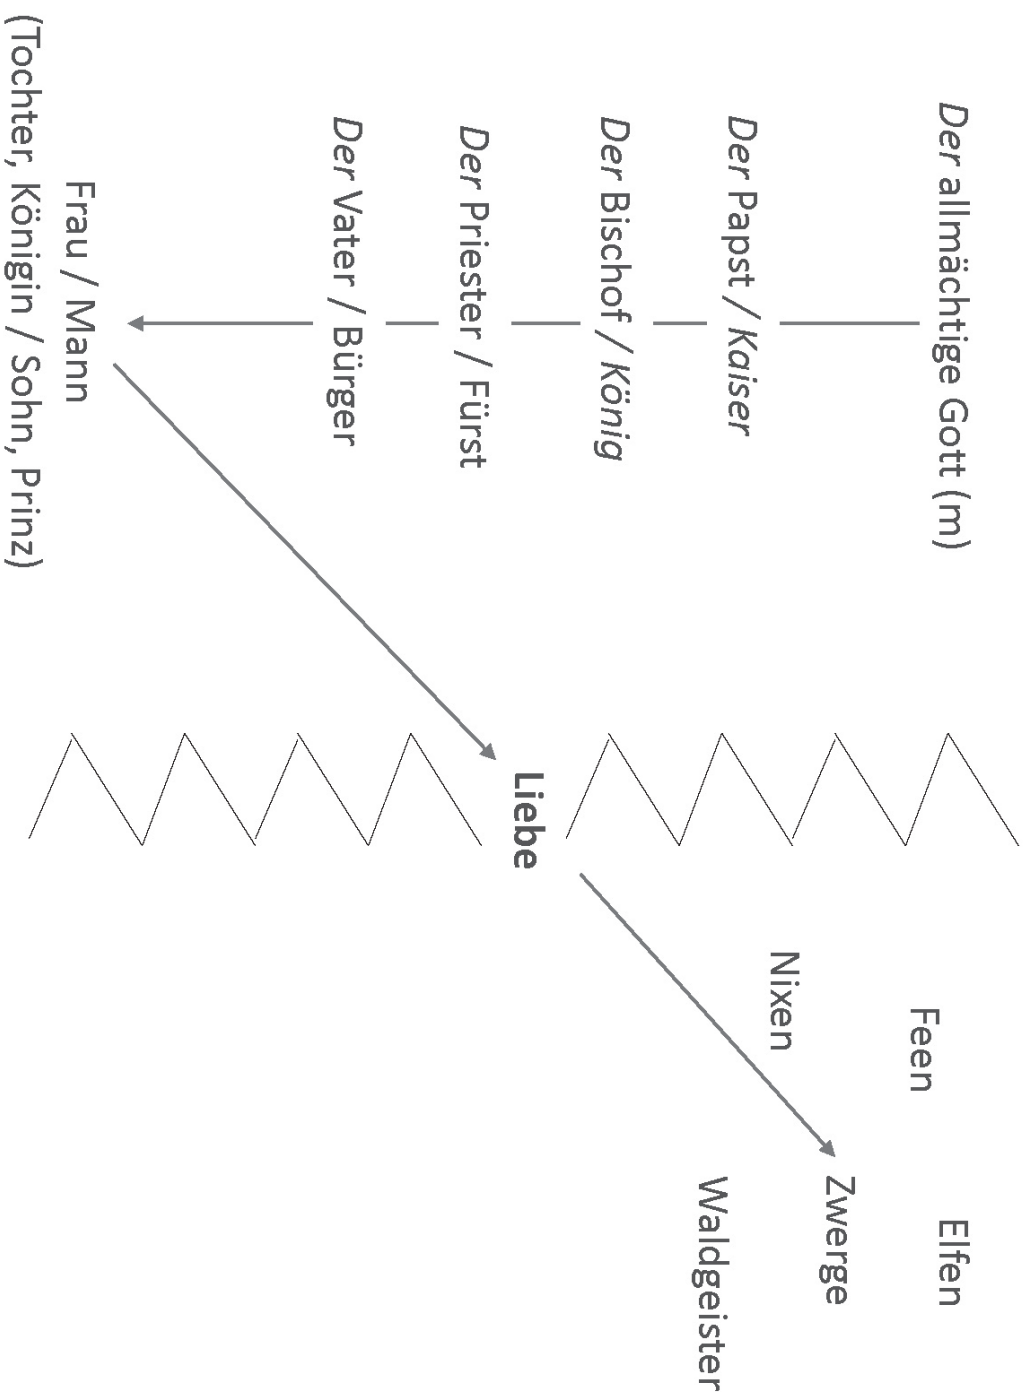 Der allmächtige Gott (m)
Der Papst / Kaiser
Der Bischof / König
Der Priester / Fürst
Der Vater / Bürger
Frau / Mann
(Tochter, Königin / Sohn, Prinz)
Liebe
Elfen
Feen
Zwerge
Nixen
Waldgeister